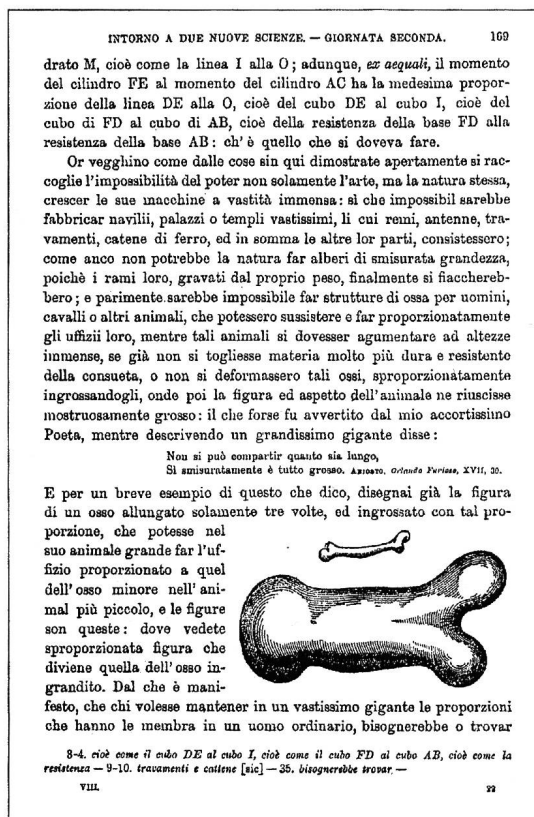 INTORNO A DUE NUOVE SCIENZE. — GIORNATA SECONDA. 169
drato M, cioè come la linea I alla O; adunque, ex aequali, il momento
del cilindro FE al momento del cilindro AC ha la medesima propor-
zione della linea DE alla O, cioè del cubo DE al cubo I, cioè del
cubo di FD al cubo di AB, cioè della resistenza della base FD alla
resistenza della base AB: ch'è quello che si doveva fare.
Or vegghino come dalle cose sin qui dimostrate apertamente si rac-
coglie l'impossibilità del poter non solamente l'arte, ma la natura stessa,
crescer le sue macchine a vastità immensa: sì che impossibil sarebbe
fabbricar navilii, palazzi o templi vastissimi, li cui remi, antenne, tra-
vamenti, catene di ferro, ed in somma le altre lor parti, consistessero;
come anco non potrebbe la natura far alberi di smisurata grandezza,
poichè i rami loro, gravati dal proprio peso, finalmente si fiacchereb-
bero; e parimente sarebbe impossibile far strutture di ossa per uomini,
cavalli o altri animali, che potessero sussistere e far proporzionatamente
gli uffizii loro, mentre tali animali si dovesser agumentare ad altezze
immense, se già non si togliesse materia molto più dura e resistente
della consueta, o non si deformassero tali ossi, sproporzionatamente
ingrossandogli, onde poi la figura ed aspetto dell'animale ne riuscisse
mostruosamente grosso: il che forse fu avvertito dal mio accortissimo
Poeta, mentre descrivendo un grandissimo gigante disse:
Non si può compartir quanto sia lungo,
Sì smisuratamente è tutto grosso. ARIOSTO, Orlando Furioso, XVII, 30.
E per un breve esempio di questo che dico, disegnai già la figura
di un osso allungato solamente tre volte, ed ingrossato con tal pro-
porzione, che potesse nel
suo animale grande far l'uf-
fizio proporzionato a quel
dell'osso minore nell'ani-
mal più piccolo, e le figure
son queste: dove vedete
sproporzionata figura che
diviene quella dell'osso in-
grandito. Dal che è mani-
festo, che chi volesse mantener in un vastissimo gigante le proporzioni
che hanno le membra in un uomo ordinario, bisognerebbe o trovar
3-4. cioè come il cubo DE al cubo I, cioè come il cubo FD al cubo AB, cioè come la
resistenza — 9-10. travamenti e cattene [sic] — 35. bisognerebbe trovar. —
VIII. 22